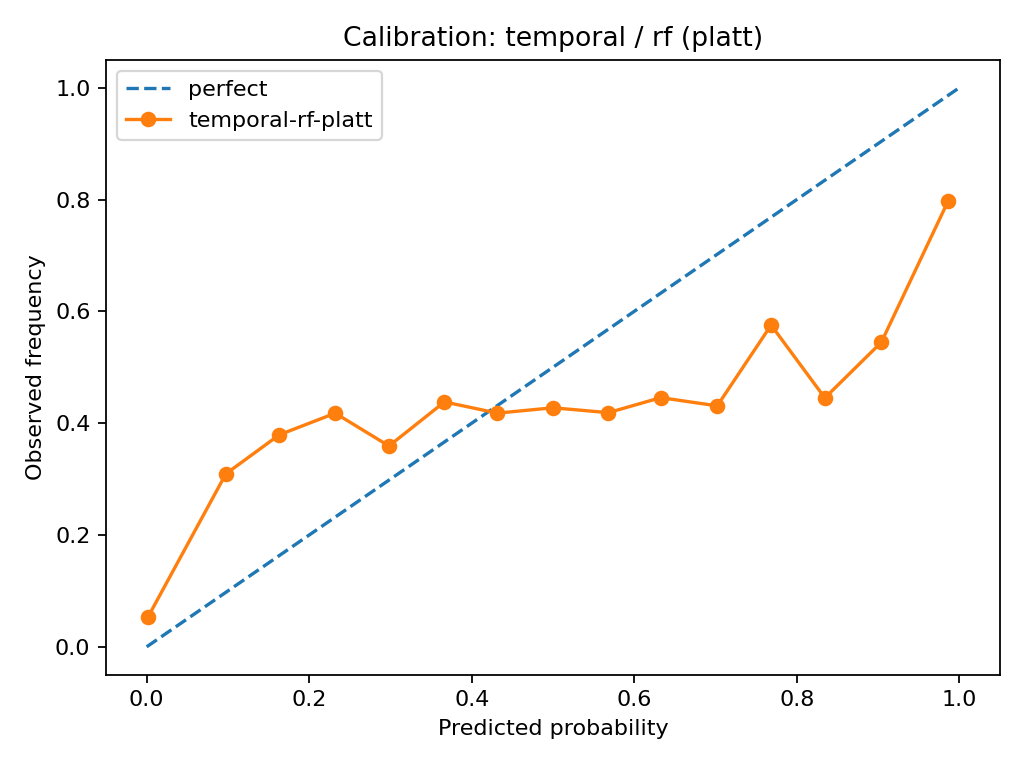 Calibration: temporal / rf (platt)
perfect
temporal-rf-platt
Observed frequency
1.0
0.8
0.6
0.4
0.2
0.0
0.0 0.2 0.4 0.6 0.8 1.0
Predicted probability